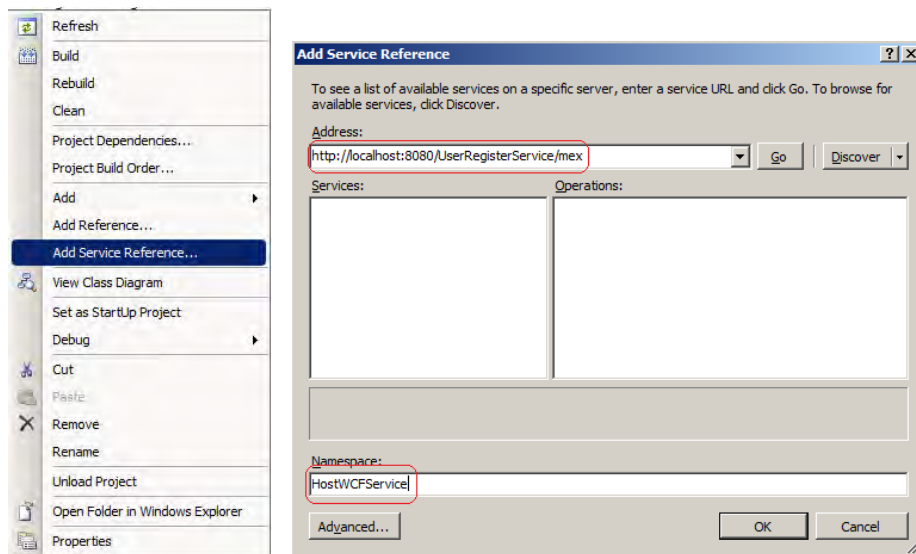 Refresh
Build
Rebuild
Clean
Project Dependencies...
Project Build Order...
Add
Add Reference...
Add Service Reference...
View Class Diagram
Set as StartUp Project
Debug
Cut
Paste
Remove
Rename
Unload Project
Open Folder in Windows Explorer
Properties
Add Service Reference
To see a list of available services on a specific server, enter a service URL and click Go. To browse for
available services, click Discover.
Address:
http://localhost:8080/UserRegisterService/mex
Go
Discover
Services:
Operations:
Namespace:
HostWCFService
Advanced...
OK
Cancel